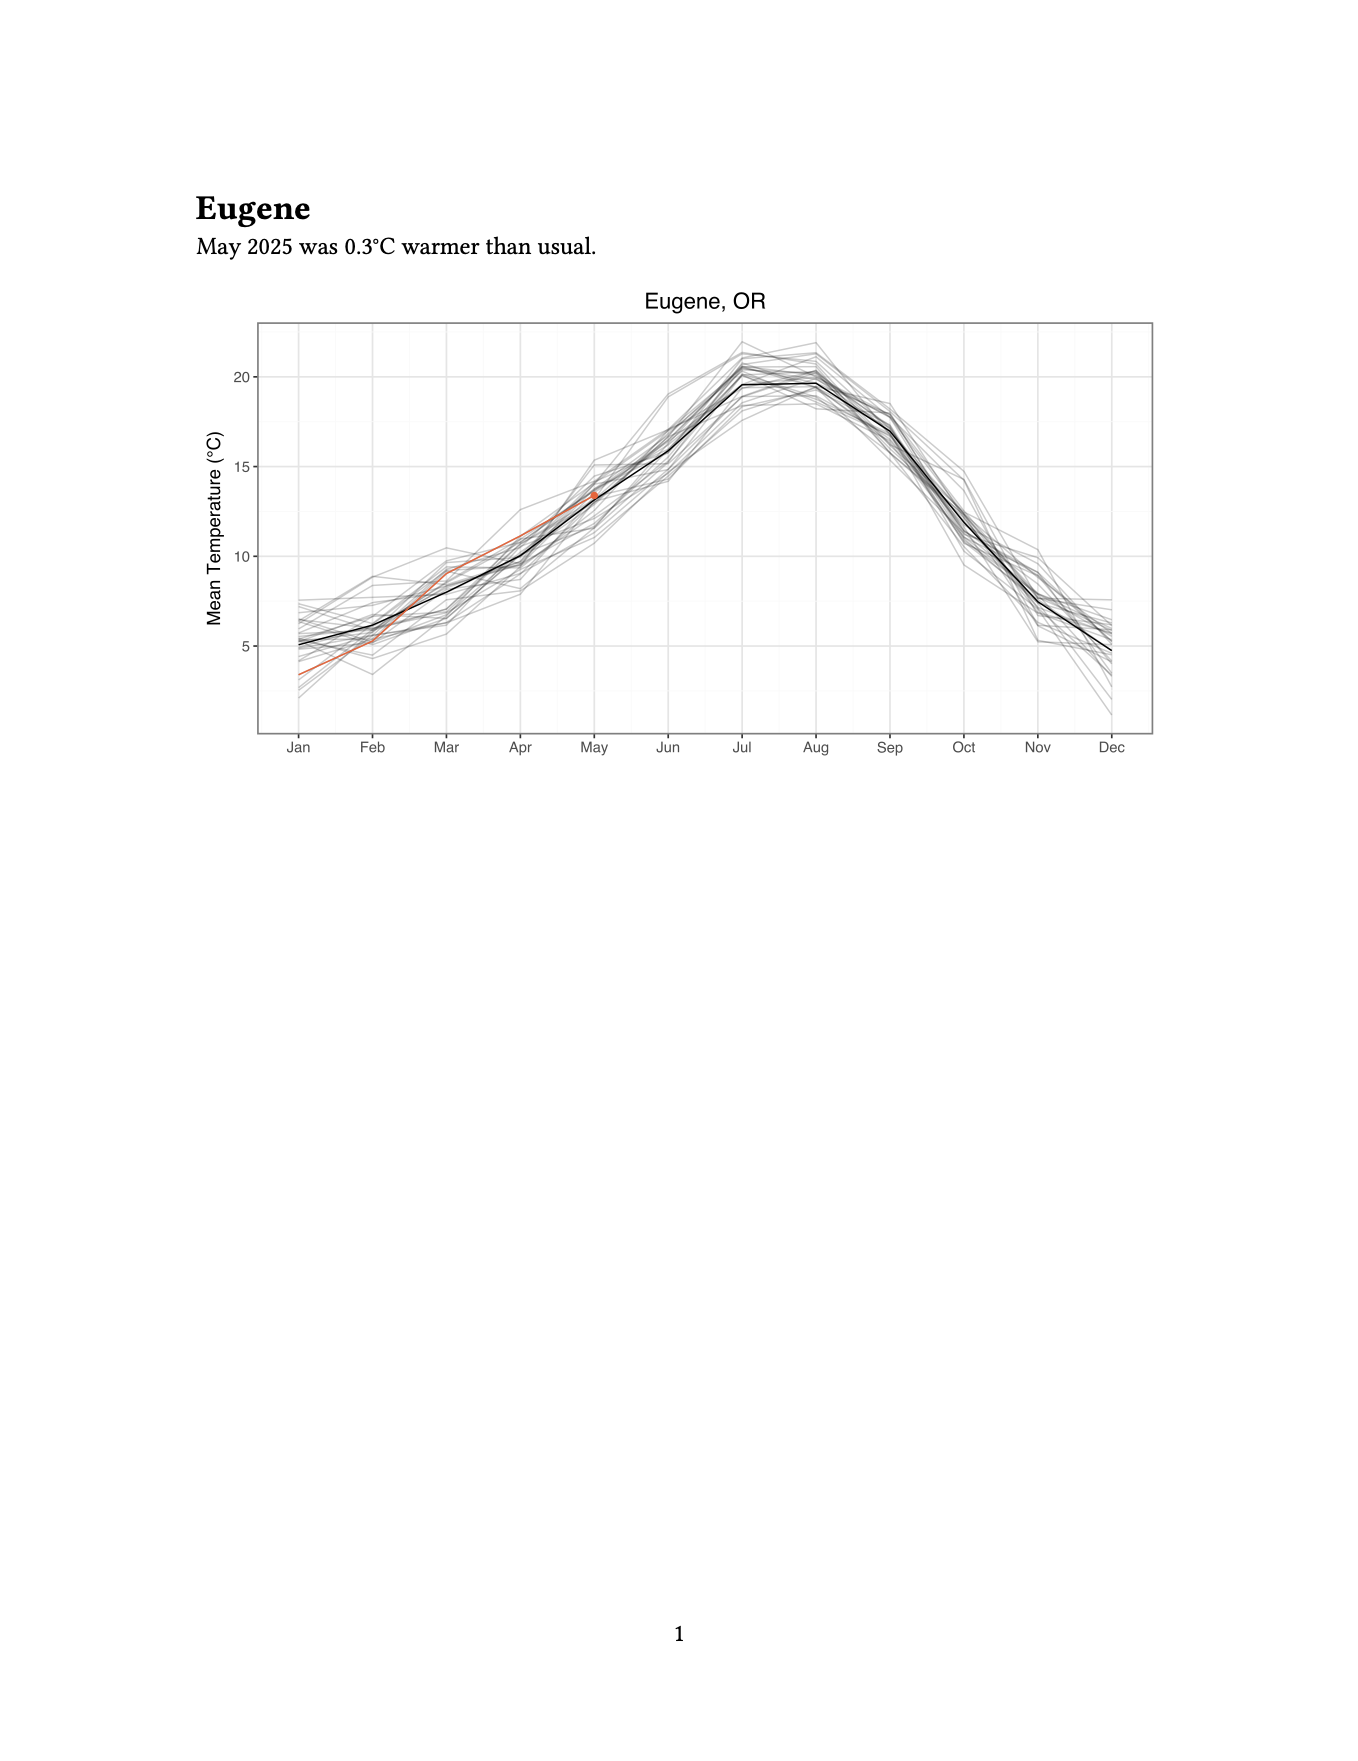 Eugene
May 2025 was 0.3°C warmer than usual.
Eugene, OR
Mean Temperature (°C)
20
15
10
5
Jan Feb Mar Apr May Jun Jul Aug Sep Oct Nov Dec
1